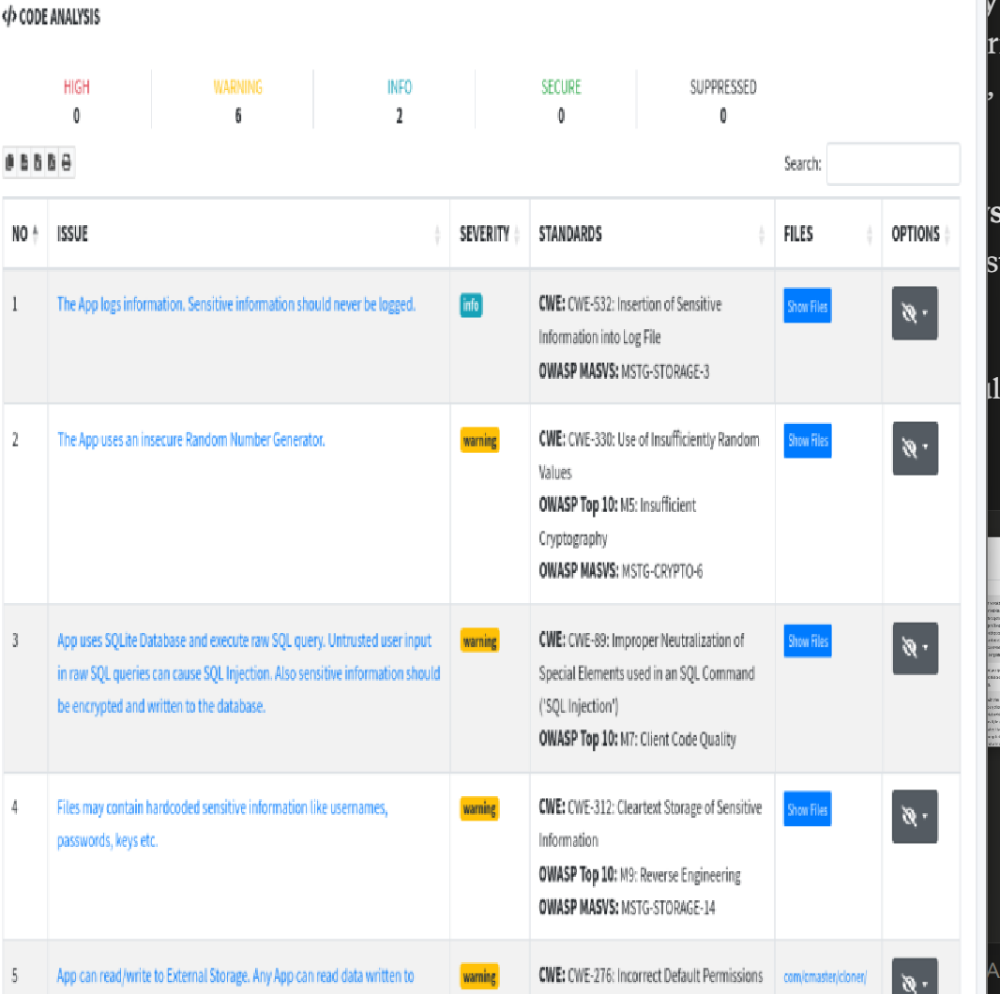 </> CODE ANALYSIS
HIGH
0
WARNING
6
INFO
2
SECURE
0
SUPPRESSED
0
Search:
NO ISSUE SEVERITY STANDARDS FILES OPTIONS
1 The App logs information. Sensitive information should never be logged. info CWE: CWE-532: Insertion of Sensitive Show Files
Information into Log File
OWASP MASVS: MSTG-STORAGE-3
2 The App uses an insecure Random Number Generator. warning CWE: CWE-330: Use of Insufficiently Random Show Files
Values
OWASP Top 10: M5: Insufficient
Cryptography
OWASP MASVS: MSTG-CRYPTO-6
3 App uses SQLite Database and execute raw SQL query. Untrusted user input warning CWE: CWE-89: Improper Neutralization of Show Files
in raw SQL queries can cause SQL Injection. Also sensitive information should Special Elements used in an SQL Command
be encrypted and written to the database. ('SQL Injection')
OWASP Top 10: M7: Client Code Quality
4 Files may contain hardcoded sensitive information like usernames, warning CWE: CWE-312: Cleartext Storage of Sensitive Show Files
passwords, keys etc. Information
OWASP Top 10: M9: Reverse Engineering
OWASP MASVS: MSTG-STORAGE-14
5 App can read/write to External Storage. Any App can read data written to warning CWE: CWE-276: Incorrect Default Permissions com/cmaster/cloner/